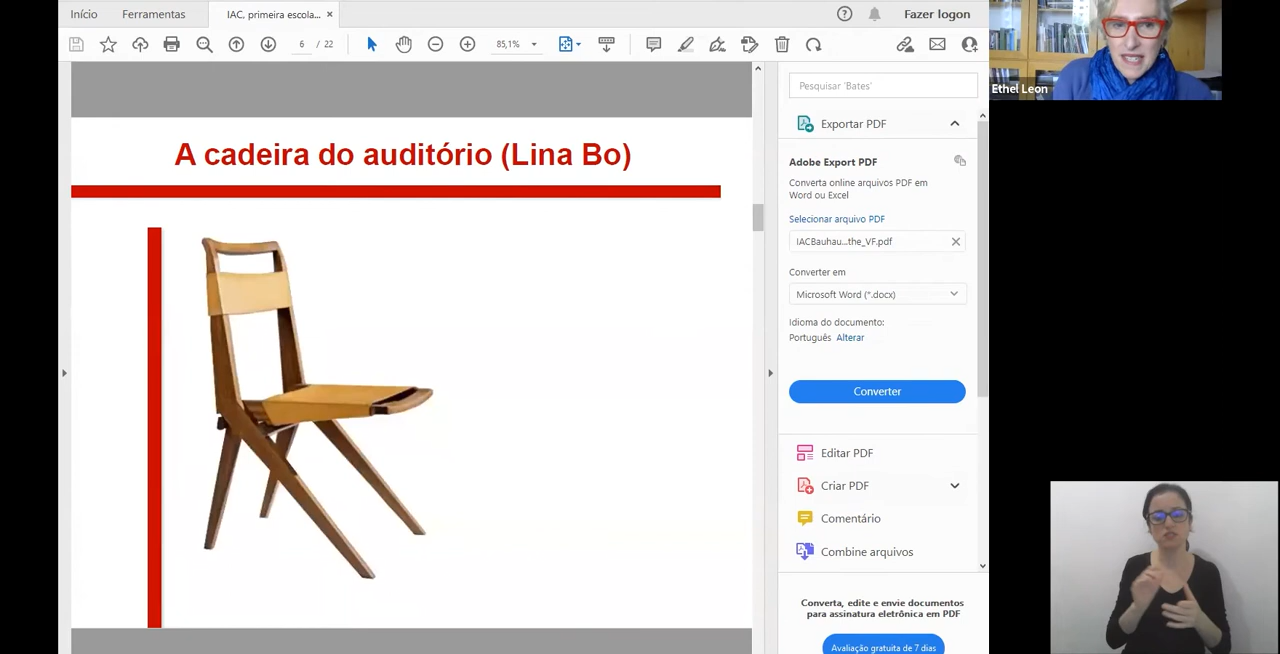 Início
Ferramentas
IAC, primeira escola...
Fazer logon
6 / 22
85,1%
Ethel Leon
A cadeira do auditório (Lina Bo)
Pesquisar 'Bates'
Exportar PDF
Adobe Export PDF
Converta online arquivos PDF em
Word ou Excel
Selecionar arquivo PDF
IACBauhau...the_VF.pdf
Converter em
Microsoft Word (*.docx)
Idioma do documento:
Português Alterar
Converter
Editar PDF
Criar PDF
Comentário
Combine arquivos
Converta, edite e envie documentos
para assinatura eletrônica em PDF
Avaliação gratuita de 7 dias